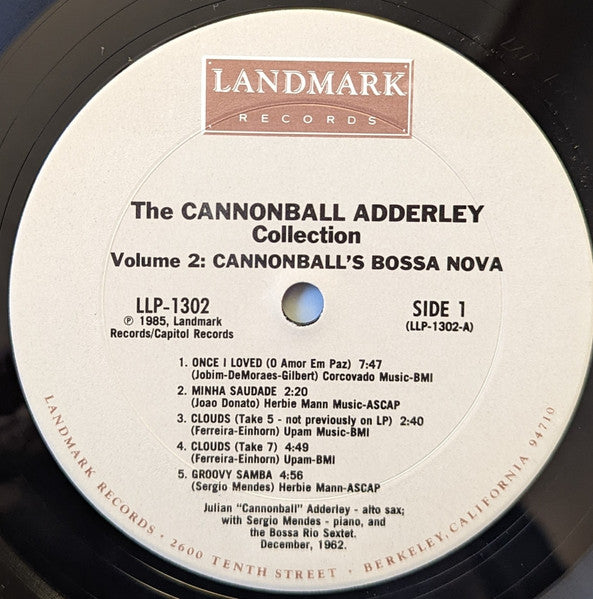 LANDMARK
RECORDS
The CANNONBALL ADDERLEY
Collection
Volume 2: CANNONBALL'S BOSSA NOVA
LLP-1302
℗ 1985, Landmark
Records/Capitol Records
SIDE 1
(LLP-1302-A)
1. ONCE I LOVED (O Amor Em Paz) 7:47
(Jobim-DeMoraes-Gilbert) Corcovado Music-BMI
2. MINHA SAUDADE 2:20
(Joao Donato) Herbie Mann Music-ASCAP
3. CLOUDS (Take 5 - not previously on LP) 2:40
(Ferreira-Einhorn) Upam Music-BMI
4. CLOUDS (Take 7) 4:49
(Ferreira-Einhorn) Upam-BMI
5. GROOVY SAMBA 4:56
(Sergio Mendes) Herbie Mann-ASCAP
Julian "Cannonball" Adderley - alto sax;
with Sergio Mendes - piano, and
the Bossa Rio Sextet.
December, 1962.
LANDMARK RECORDS • 2600 TENTH STREET • BERKELEY, CALIFORNIA 94710